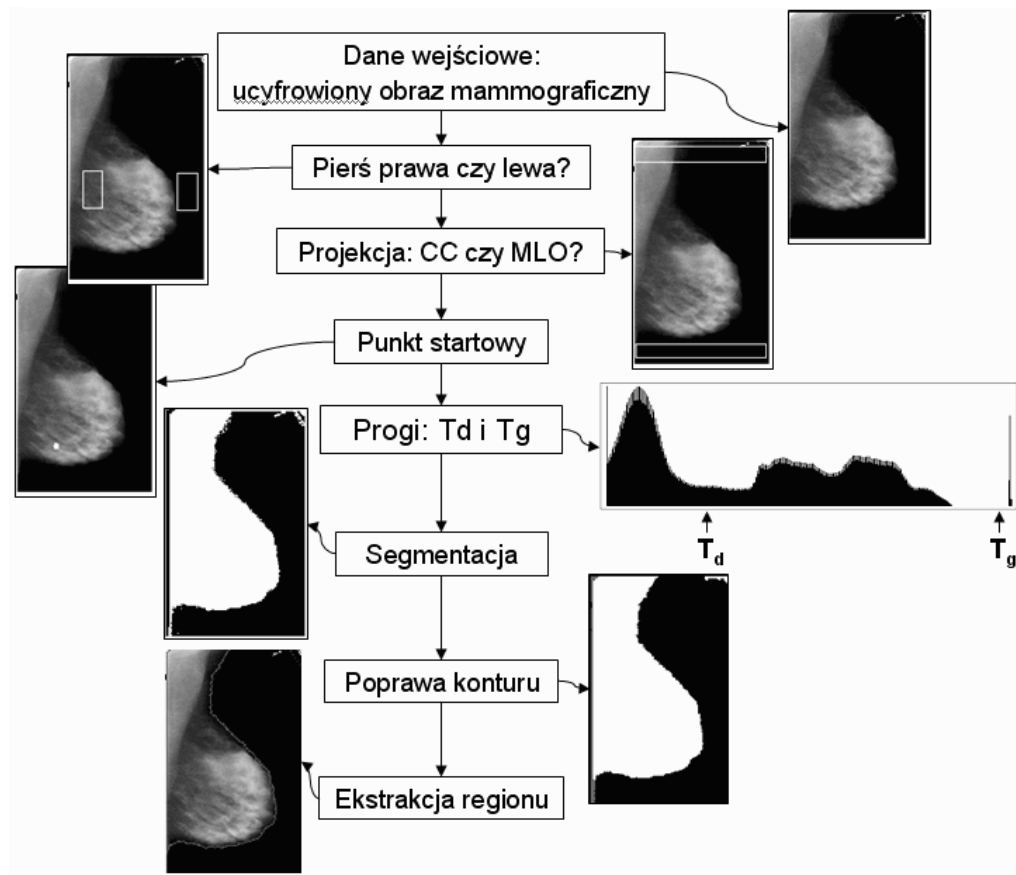 Dane wejściowe:
ucyfrowiony obraz mammograficzny
Pierś prawa czy lewa?
Projekcja: CC czy MLO?
Punkt startowy
Progi: Td i Tg
Td
Tg
Segmentacja
Poprawa konturu
Ekstrakcja regionu